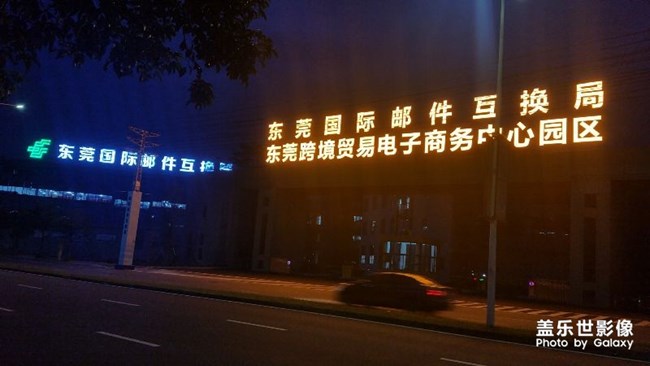 东莞国际邮件互换局
东莞跨境贸易电子商务中心园区
东莞国际邮件互换
盖乐世影像
Photo by Galaxy